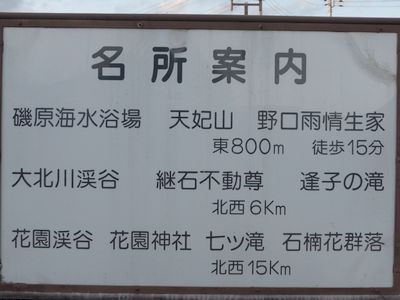 名所案内
磯原海水浴場 天妃山 野口雨情生家
東800m 徒歩15分
大北川渓谷 継石不動尊 逢子の滝
北西6Km
花園渓谷 花園神社 七ツ滝 石楠花群落
北西15Km